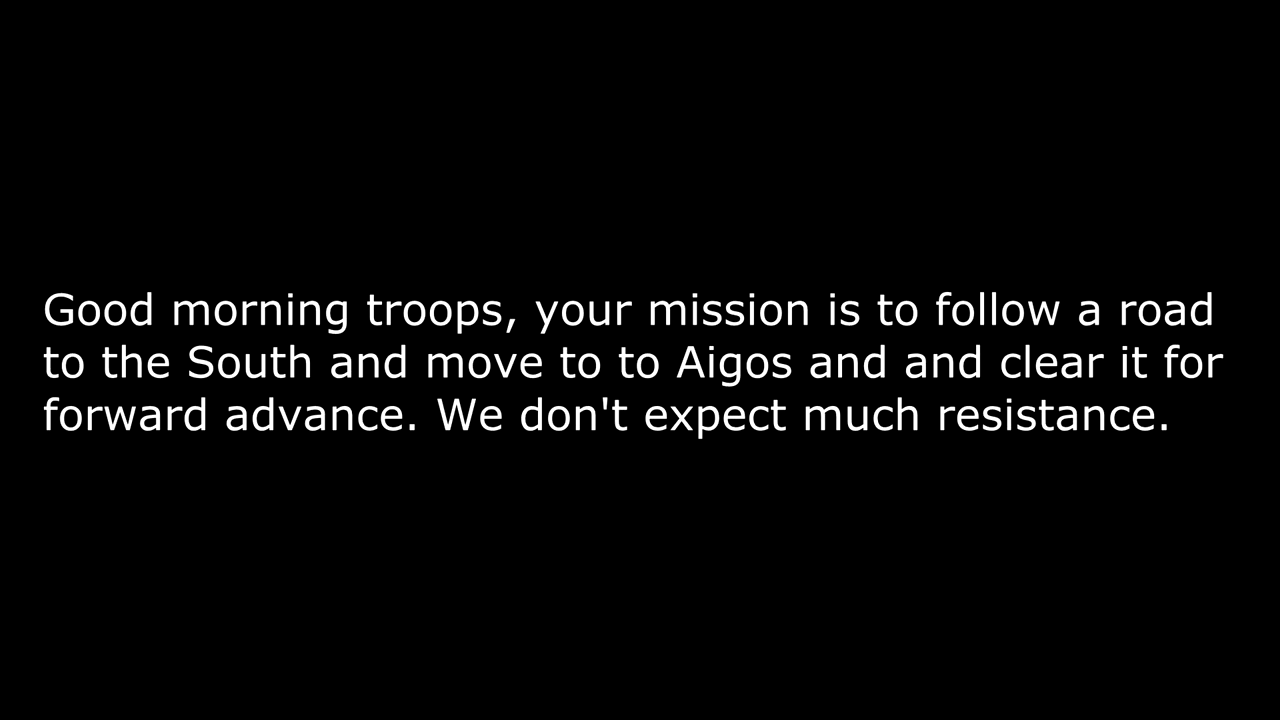 Good morning troops, your mission is to follow a road
to the South and move to to Aigos and and clear it for
forward advance. We don't expect much resistance.